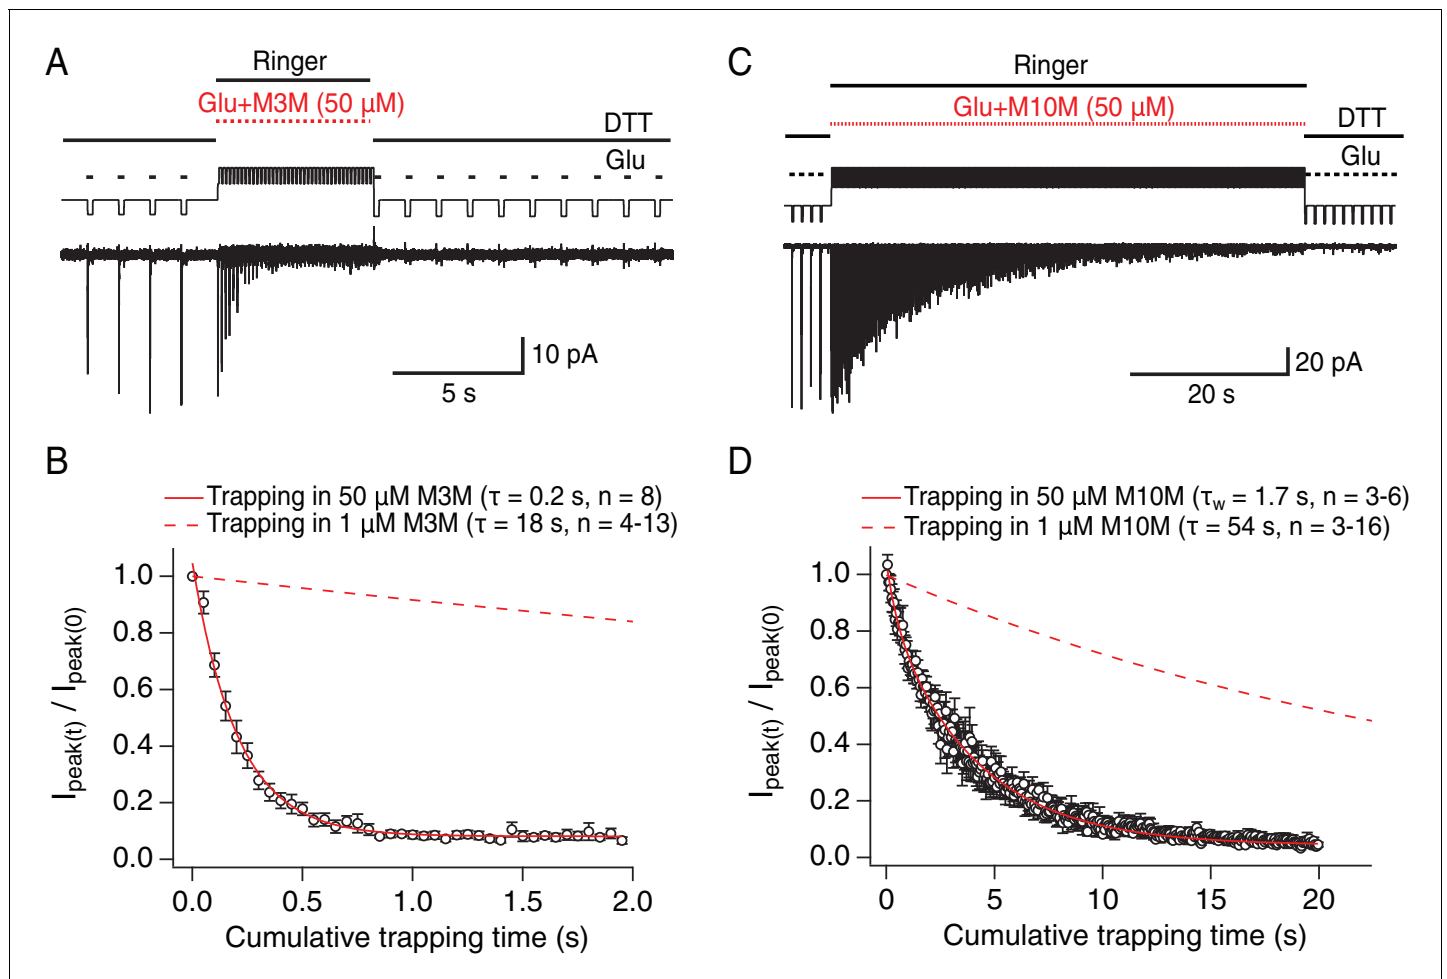 A
Ringer
Glu+M3M (50 µM)
DTT
Glu
10 pA
5 s
C
Ringer
Glu+M10M (50 µM)
DTT
Glu
20 pA
20 s
B
Trapping in 50 µM M3M (τ = 0.2 s, n = 8)
Trapping in 1 µM M3M (τ = 18 s, n = 4-13)
Ipeak(t) / Ipeak(0)
1.0
0.8
0.6
0.4
0.2
0.0
0.0 0.5 1.0 1.5 2.0
Cumulative trapping time (s)
D
Trapping in 50 µM M10M (τw = 1.7 s, n = 3-6)
Trapping in 1 µM M10M (τ = 54 s, n = 3-16)
Ipeak(t) / Ipeak(0)
1.0
0.8
0.6
0.4
0.2
0.0
0 5 10 15 20
Cumulative trapping time (s)